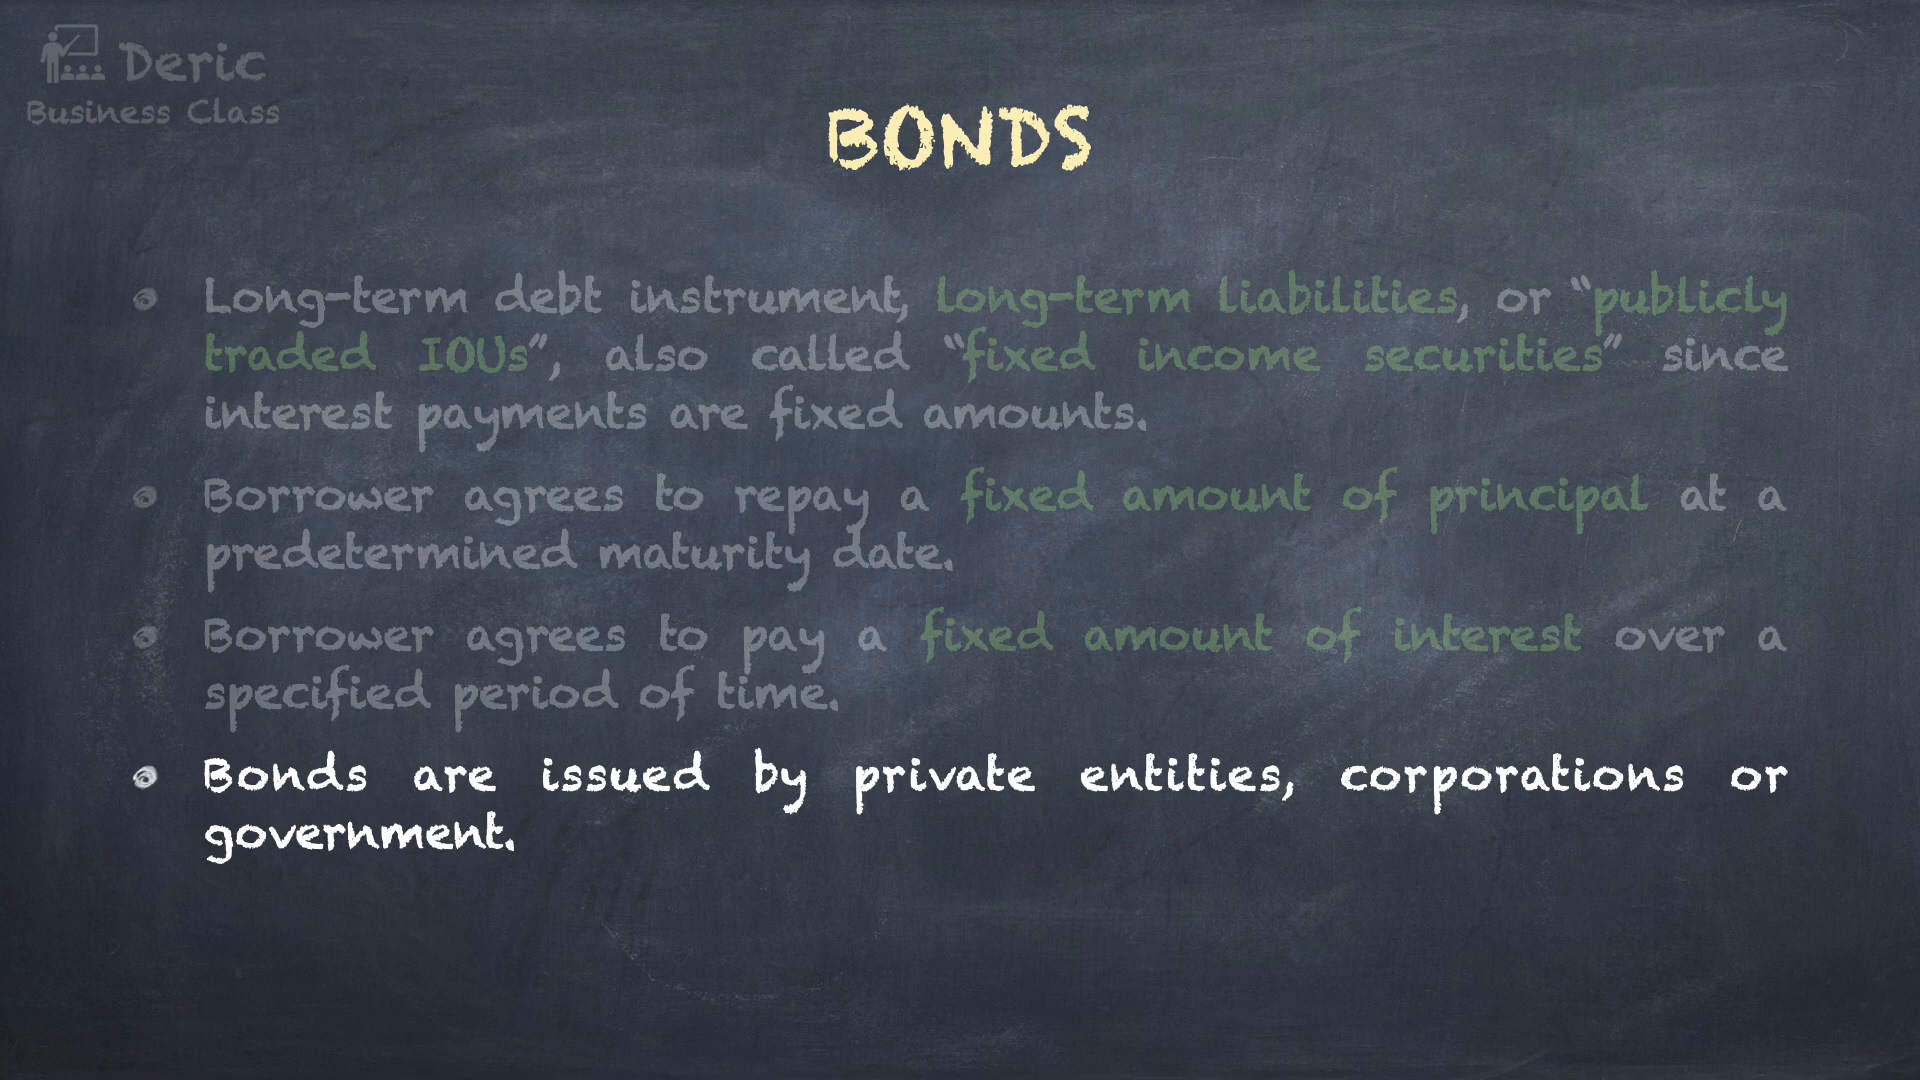 Deric
Business Class
BONDS
Long-term debt instrument, long-term liabilities, or “publicly
traded IOUs”, also called “fixed income securities” since
interest payments are fixed amounts.
Borrower agrees to repay a fixed amount of principal at a
predetermined maturity date.
Borrower agrees to pay a fixed amount of interest over a
specified period of time.
Bonds are issued by private entities, corporations or
government.